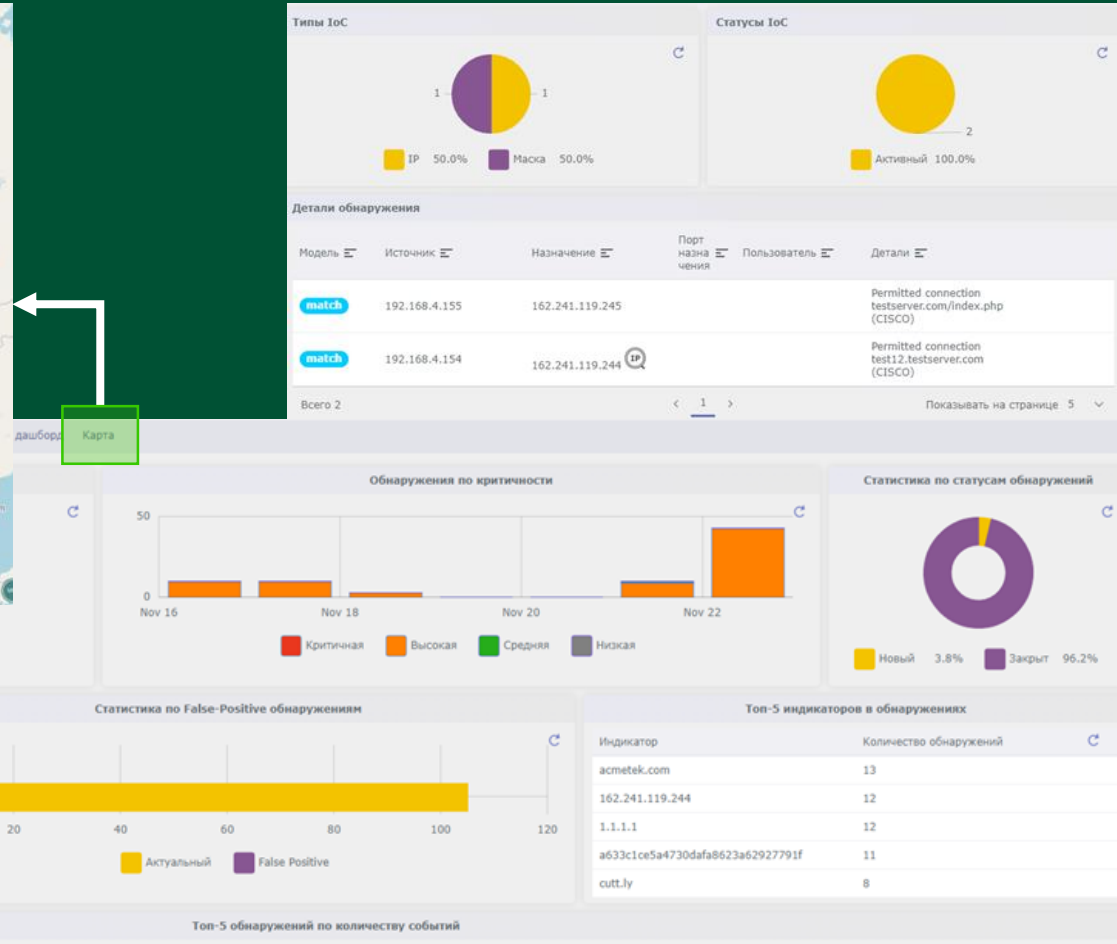 Типы IoC
Статусы IoC
1
1
2
IP 50.0%
Маска 50.0%
Активный 100.0%
Детали обнаружения
Модель
Источник
Назначение
Порт
назна
чения
Пользователь
Детали
match
192.168.4.155
162.241.119.245
Permitted connection
testserver.com/index.php
(CISCO)
match
192.168.4.154
162.241.119.244
IP
Permitted connection
test12.testserver.com
(CISCO)
Всего 2
< 1 >
Показывать на странице 5
дашборд
Карта
Обнаружения по критичности
50
0
Nov 16
Nov 18
Nov 20
Nov 22
Критичная
Высокая
Средняя
Низкая
Статистика по статусам обнаружений
Новый 3.8%
Закрыт 96.2%
Статистика по False-Positive обнаружениям
20
40
60
80
100
120
Актуальный
False Positive
Топ-5 индикаторов в обнаружениях
Индикатор
Количество обнаружений
acmetek.com
13
162.241.119.244
12
1.1.1.1
12
a633c1ce5a4730dafa8623a62927791f
11
cutt.ly
8
Топ-5 обнаружений по количеству событий